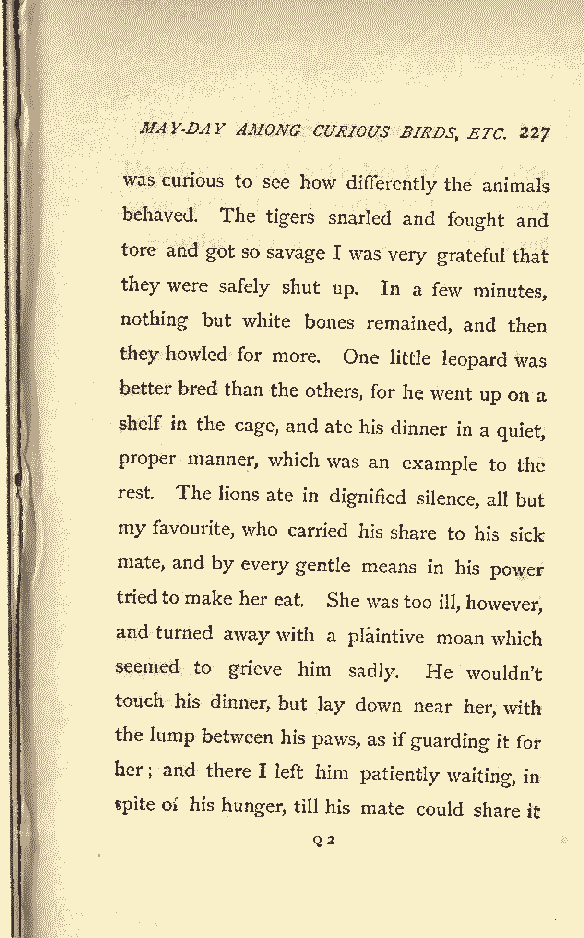 MAY-DAY AMONG CURIOUS BIRDS, ETC. 227
was curious to see how differently the animals
behaved. The tigers snarled and fought and
tore and got so savage I was very grateful that
they were safely shut up. In a few minutes,
nothing but white bones remained, and then
they howled for more. One little leopard was
better bred than the others, for he went up on a
shelf in the cage, and ate his dinner in a quiet,
proper manner, which was an example to the
rest. The lions ate in dignified silence, all but
my favourite, who carried his share to his sick
mate, and by every gentle means in his power
tried to make her eat. She was too ill, however,
and turned away with a plaintive moan which
seemed to grieve him sadly. He wouldn't
touch his dinner, but lay down near her, with
the lump between his paws, as if guarding it for
her; and there I left him patiently waiting, in
spite of his hunger, till his mate could share it
Q 2